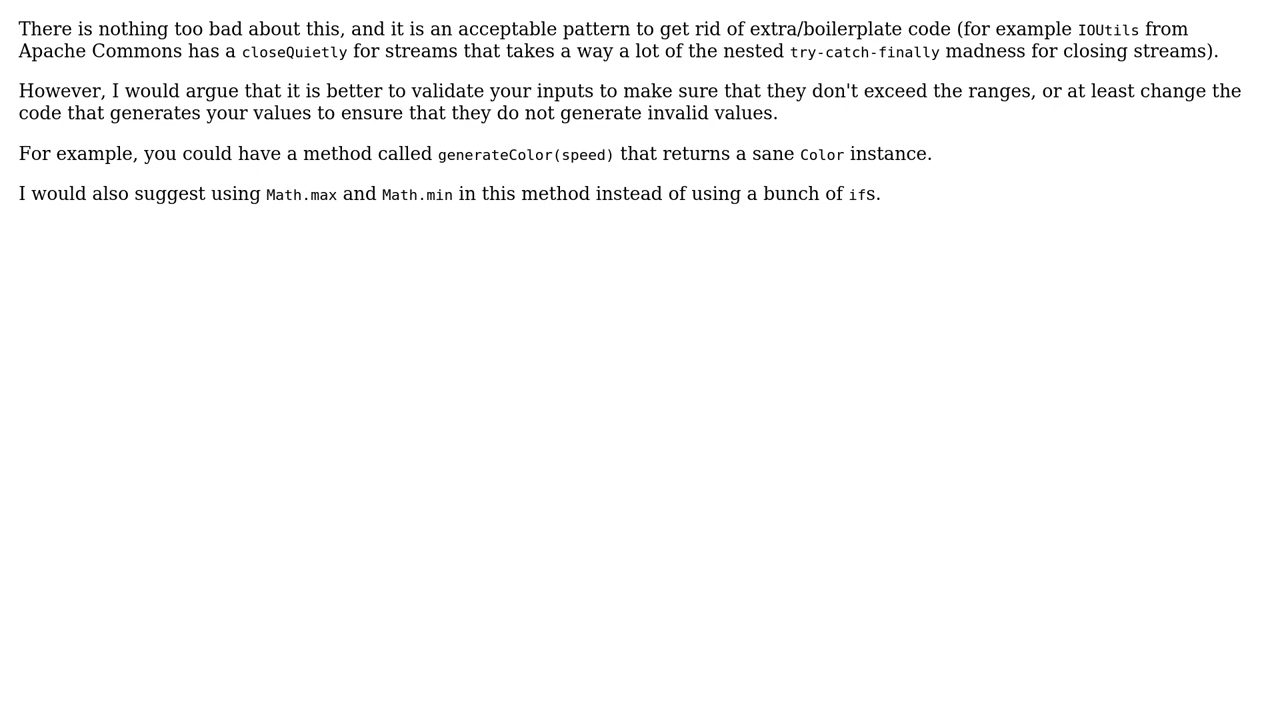 There is nothing too bad about this, and it is an acceptable pattern to get rid of extra/boilerplate code (for example IOUtils from
Apache Commons has a closeQuietly for streams that takes a way a lot of the nested try-catch-finally madness for closing streams).
However, I would argue that it is better to validate your inputs to make sure that they don't exceed the ranges, or at least change the
code that generates your values to ensure that they do not generate invalid values.
For example, you could have a method called generateColor(speed) that returns a sane Color instance.
I would also suggest using Math.max and Math.min in this method instead of using a bunch of ifs.